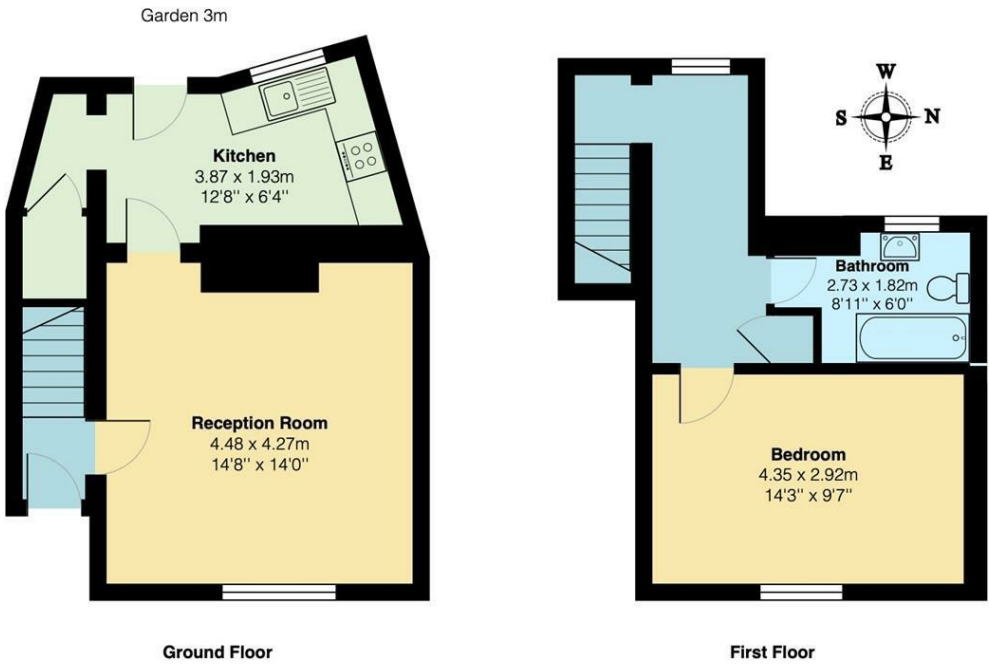 Garden 3m
Kitchen
3.87 x 1.93m
12'8'' x 6'4''
Reception Room
4.48 x 4.27m
14'8'' x 14'0''
Ground Floor
W
S
N
E
Bathroom
2.73 x 1.82m
8'11'' x 6'0''
Bedroom
4.35 x 2.92m
14'3'' x 9'7''
First Floor